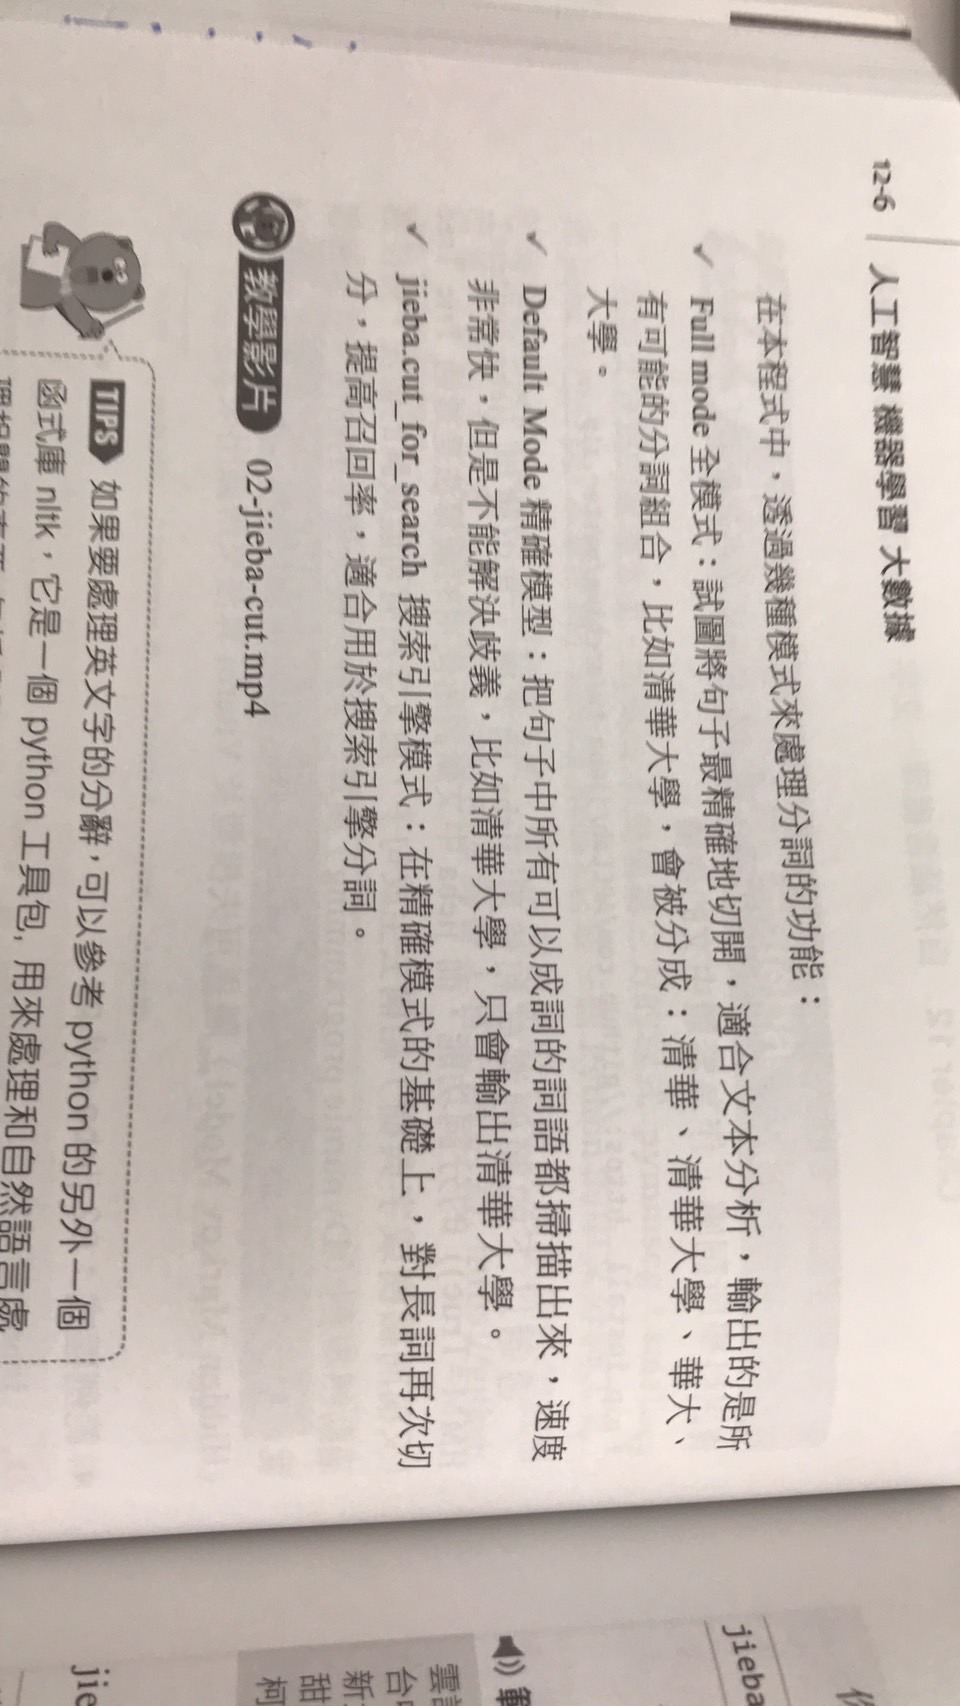 12-6 人工智慧 機器學習 大數據
在本程式中，透過幾種模式來處理分詞的功能：
✓ Full mode 全模式：試圖將句子最精確地切開，適合文本分析，輸出的是所
有可能的分詞組合，比如清華大學，會被分成：清華、清華大學、華大、
大學。
✓ Default Mode 精確模型：把句子中所有可以成詞的詞語都掃描出來，速度
非常快，但是不能解決歧義，比如清華大學，只會輸出清華大學。
✓ jieba.cut_for_search 搜索引擎模式：在精確模式的基礎上，對長詞再次切
分，提高召回率，適合用於搜索引擎分詞。
教學影片 02-jieba-cut.mp4
TIPS 如果要處理英文字的分辭，可以參考 python 的另外一個
函式庫 nltk，它是一個 python 工具包, 用來處理和自然語言處
jieba
雲
台
新
甜
柯
jie